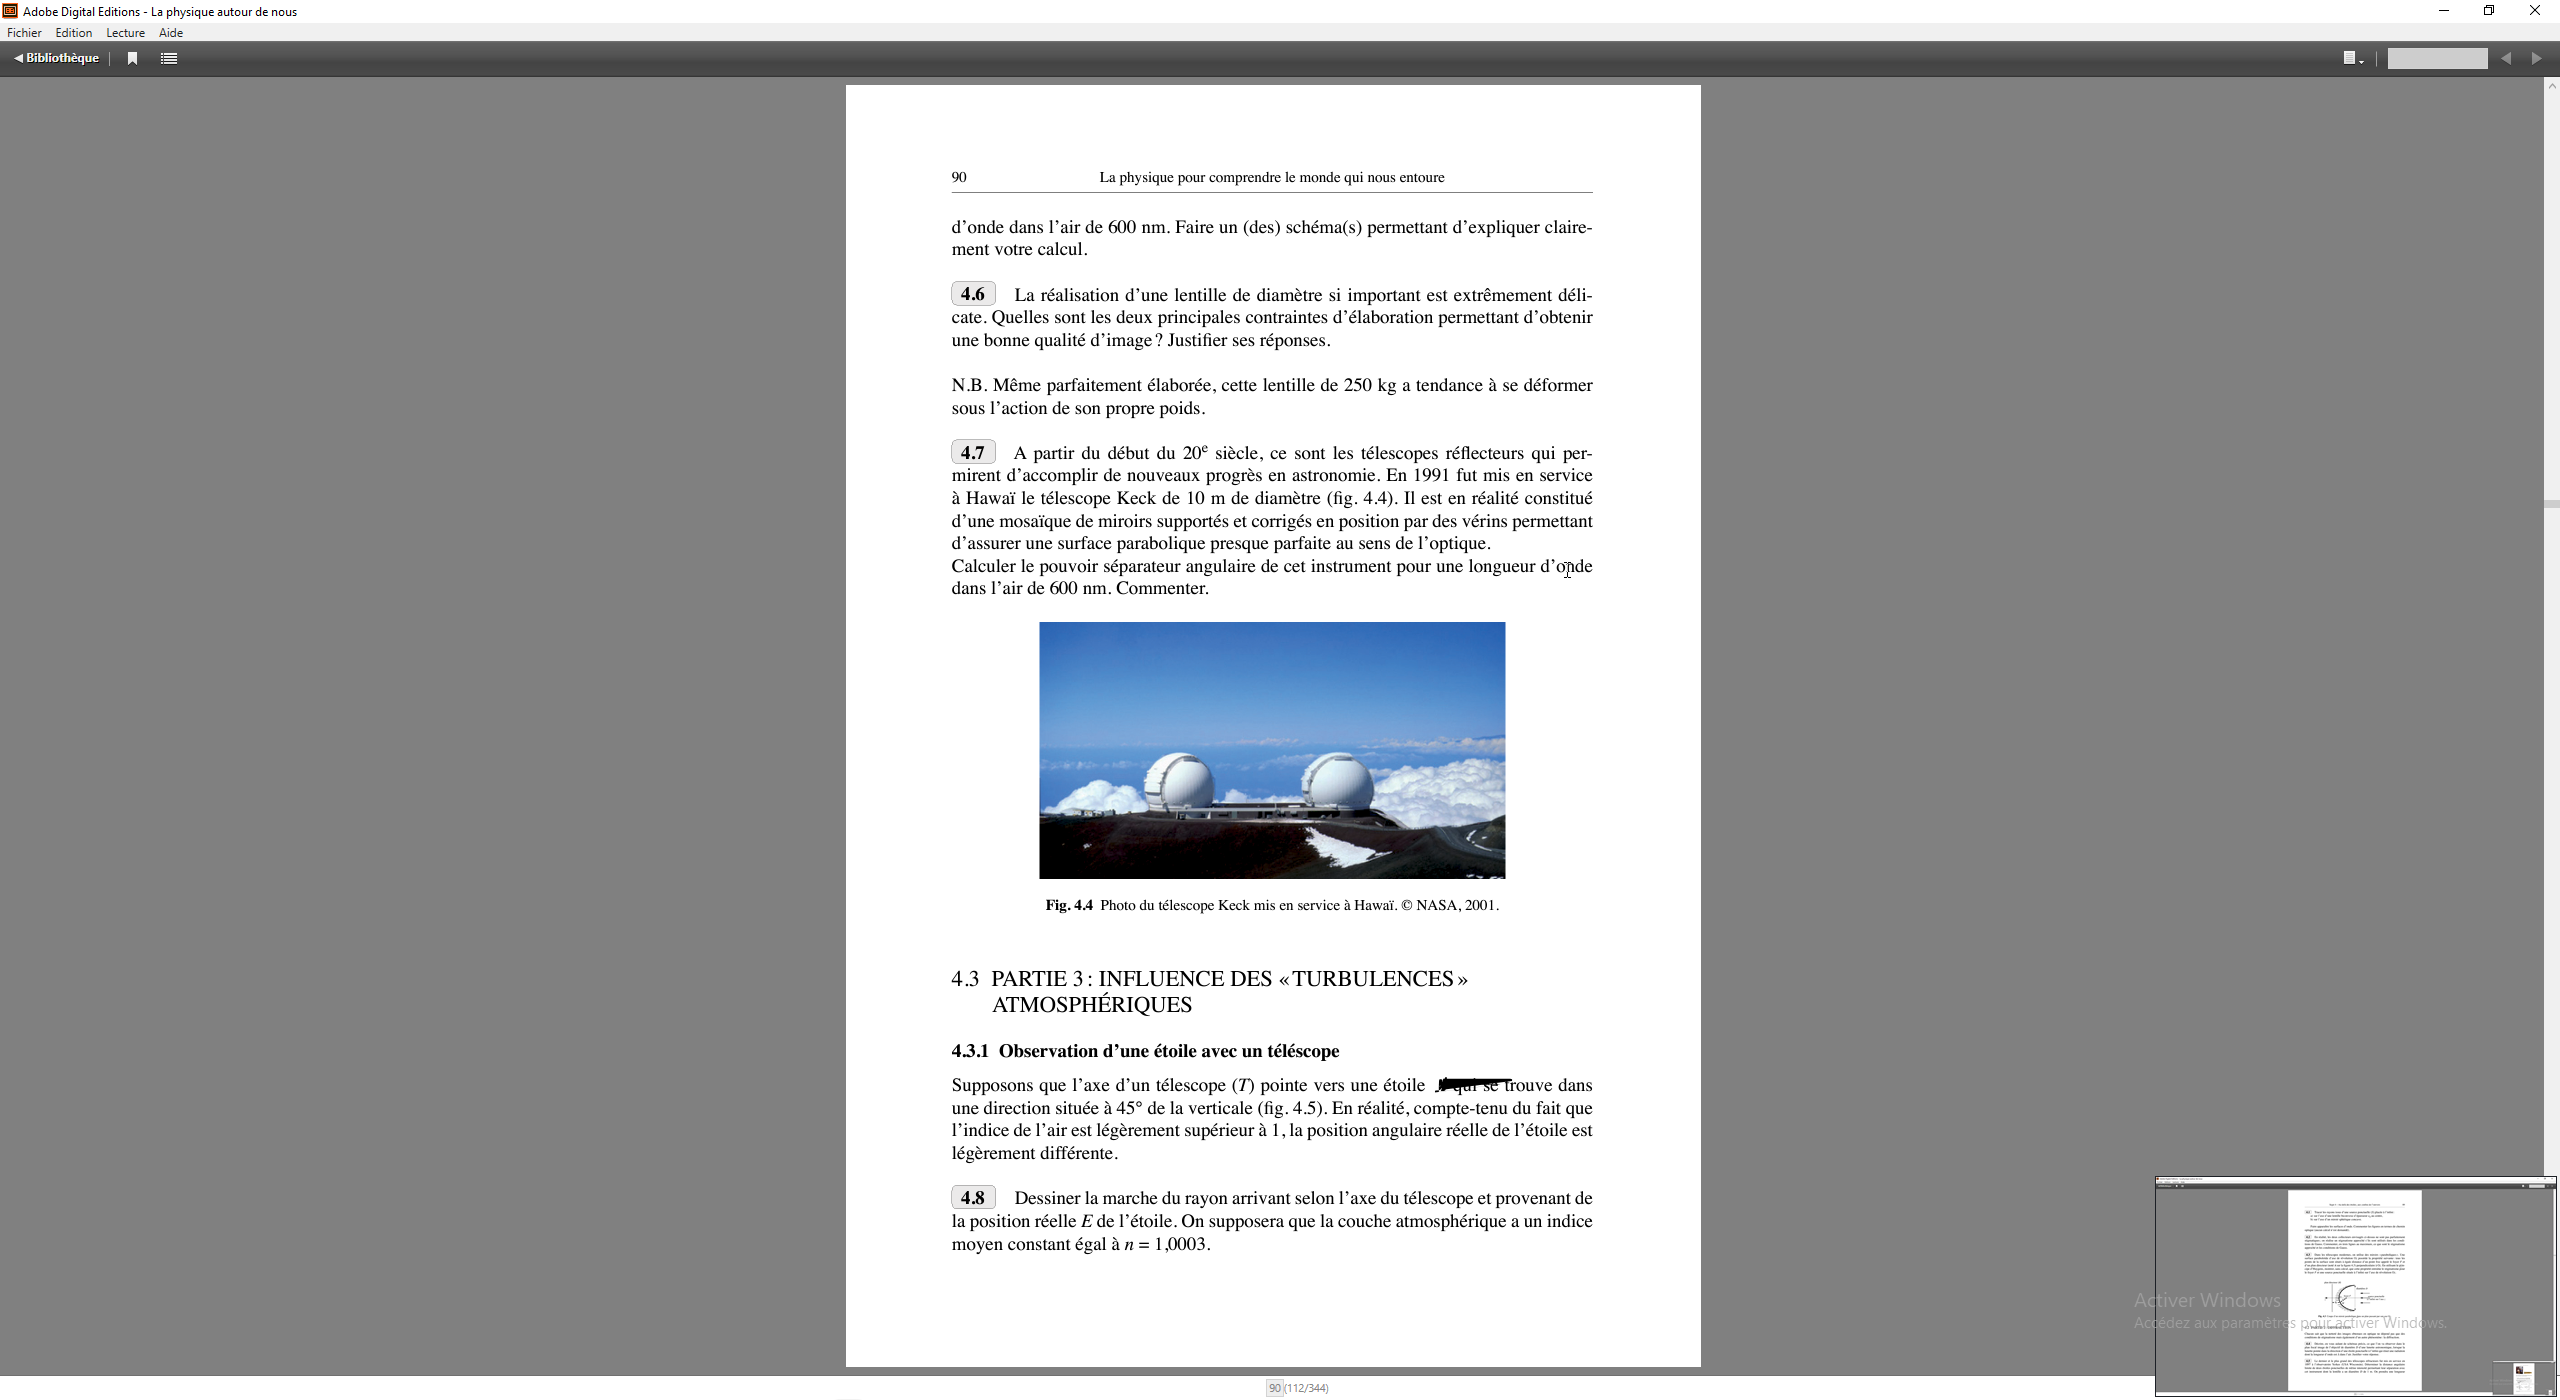 Adobe Digital Editions - La physique autour de nous
Fichier Edition Lecture Aide
Bibliothèque
90 La physique pour comprendre le monde qui nous entoure
d’onde dans l’air de 600 nm. Faire un (des) schéma(s) permettant d’expliquer claire-
ment votre calcul.
4.6 La réalisation d’une lentille de diamètre si important est extrêmement déli-
cate. Quelles sont les deux principales contraintes d’élaboration permettant d’obtenir
une bonne qualité d’image ? Justifier ses réponses.
N.B. Même parfaitement élaborée, cette lentille de 250 kg a tendance à se déformer
sous l’action de son propre poids.
4.7 A partir du début du 20e siècle, ce sont les télescopes réflecteurs qui per-
mirent d’accomplir de nouveaux progrès en astronomie. En 1991 fut mis en service
à Hawaï le télescope Keck de 10 m de diamètre (fig. 4.4). Il est en réalité constitué
d’une mosaïque de miroirs supportés et corrigés en position par des vérins permettant
d’assurer une surface parabolique presque parfaite au sens de l’optique.
Calculer le pouvoir séparateur angulaire de cet instrument pour une longueur d’onde
dans l’air de 600 nm. Commenter.
Fig. 4.4 Photo du télescope Keck mis en service à Hawaï. © NASA, 2001.
4.3 PARTIE 3 : INFLUENCE DES « TURBULENCES »
ATMOSPHÉRIQUES
4.3.1 Observation d’une étoile avec un téléscope
Supposons que l’axe d’un télescope (T) pointe vers une étoile qui se trouve dans
une direction située à 45° de la verticale (fig. 4.5). En réalité, compte-tenu du fait que
l’indice de l’air est légèrement supérieur à 1, la position angulaire réelle de l’étoile est
légèrement différente.
4.8 Dessiner la marche du rayon arrivant selon l’axe du télescope et provenant de
la position réelle E de l’étoile. On supposera que la couche atmosphérique a un indice
moyen constant égal à n = 1,0003.
Activer Windows
Accédez aux paramètres pour activer Windows.
90 (112/344)